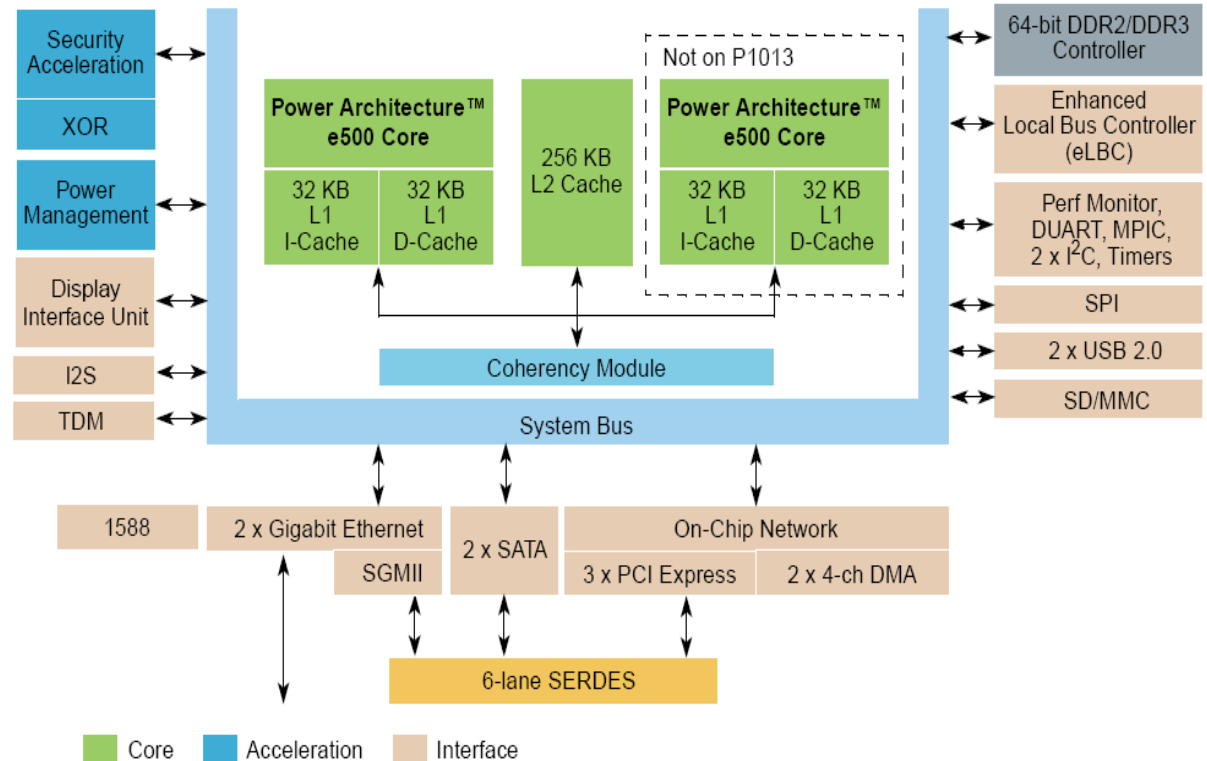 Security
Acceleration
XOR
Power
Management
Display
Interface Unit
I2S
TDM
Power Architecture™
e500 Core
32 KB
L1
I-Cache
32 KB
L1
D-Cache
256 KB
L2 Cache
Not on P1013
Power Architecture™
e500 Core
32 KB
L1
I-Cache
32 KB
L1
D-Cache
Coherency Module
System Bus
64-bit DDR2/DDR3
Controller
Enhanced
Local Bus Controller
(eLBC)
Perf Monitor,
DUART, MPIC,
2 x I²C, Timers
SPI
2 x USB 2.0
SD/MMC
1588
2 x Gigabit Ethernet
SGMII
2 x SATA
On-Chip Network
3 x PCI Express
2 x 4-ch DMA
6-lane SERDES
Core
Acceleration
Interface